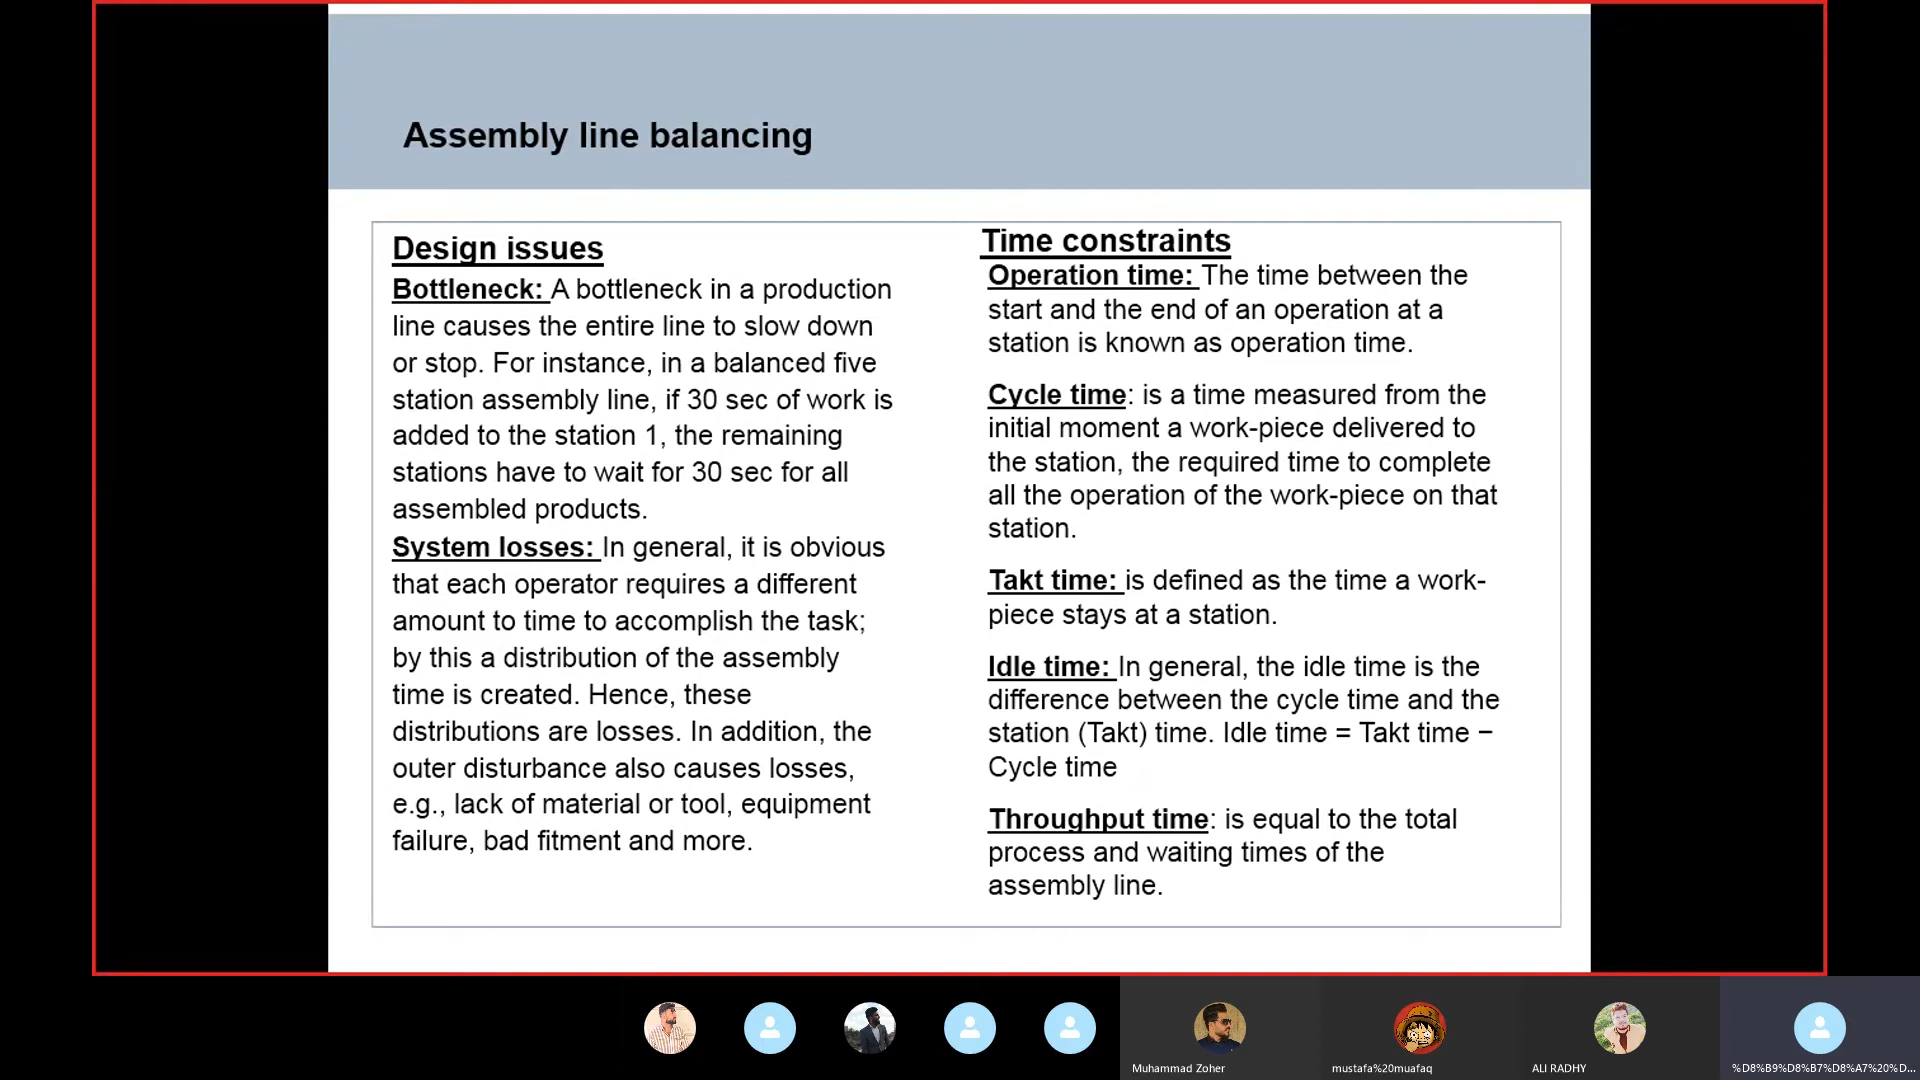 Assembly line balancing
Design issues
Bottleneck: A bottleneck in a production
line causes the entire line to slow down
or stop. For instance, in a balanced five
station assembly line, if 30 sec of work is
added to the station 1, the remaining
stations have to wait for 30 sec for all
assembled products.
System losses: In general, it is obvious
that each operator requires a different
amount to time to accomplish the task;
by this a distribution of the assembly
time is created. Hence, these
distributions are losses. In addition, the
outer disturbance also causes losses,
e.g., lack of material or tool, equipment
failure, bad fitment and more.
Time constraints
Operation time: The time between the
start and the end of an operation at a
station is known as operation time.
Cycle time: is a time measured from the
initial moment a work-piece delivered to
the station, the required time to complete
all the operation of the work-piece on that
station.
Takt time: is defined as the time a work-
piece stays at a station.
Idle time: In general, the idle time is the
difference between the cycle time and the
station (Takt) time. Idle time = Takt time −
Cycle time
Throughput time: is equal to the total
process and waiting times of the
assembly line.
Muhammad Zoher
mustafa%20muafaq
ALI RADHY
%D8%B9%D8%B7%D8%A7%20%D...